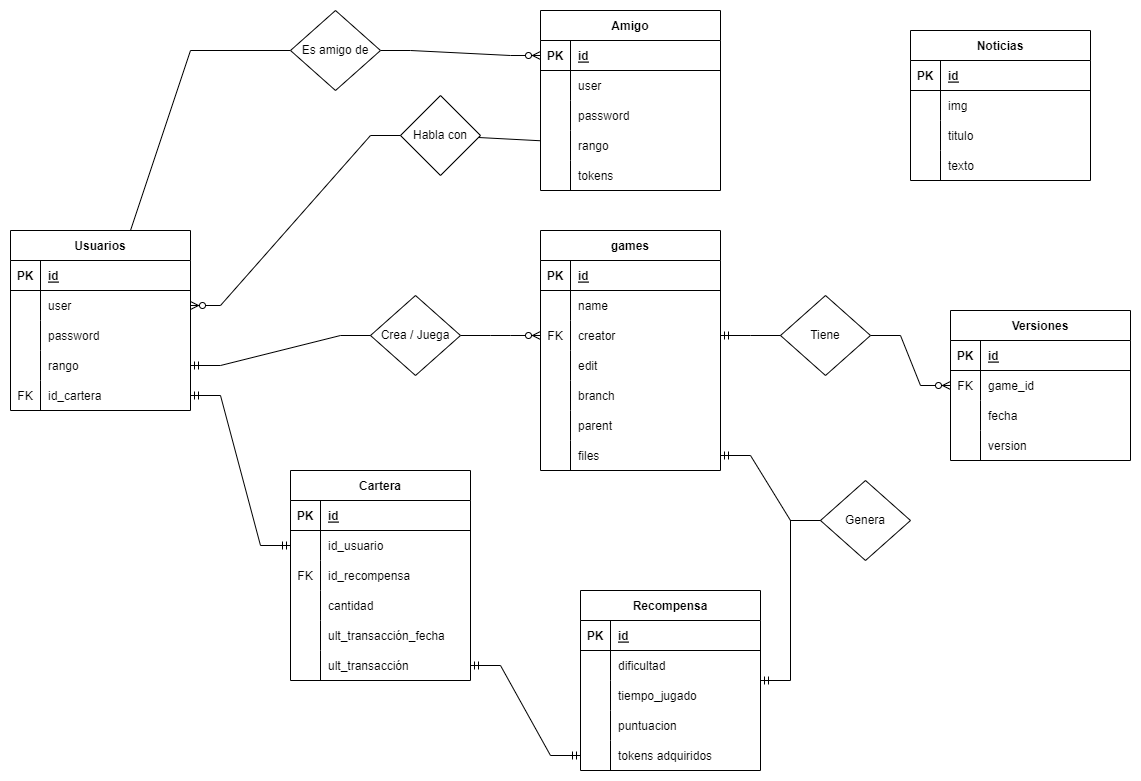 Es amigo de
Habla con
Amigo
PK id
user
password
rango
tokens
Noticias
PK id
img
titulo
texto
Usuarios
PK id
user
password
rango
FK id_cartera
Crea / Juega
games
PK id
name
FK creator
edit
branch
parent
files
Tiene
Versiones
PK id
FK game_id
fecha
version
Cartera
PK id
id_usuario
FK id_recompensa
cantidad
ult_transacción_fecha
ult_transacción
Genera
Recompensa
PK id
dificultad
tiempo_jugado
puntuacion
tokens adquiridos